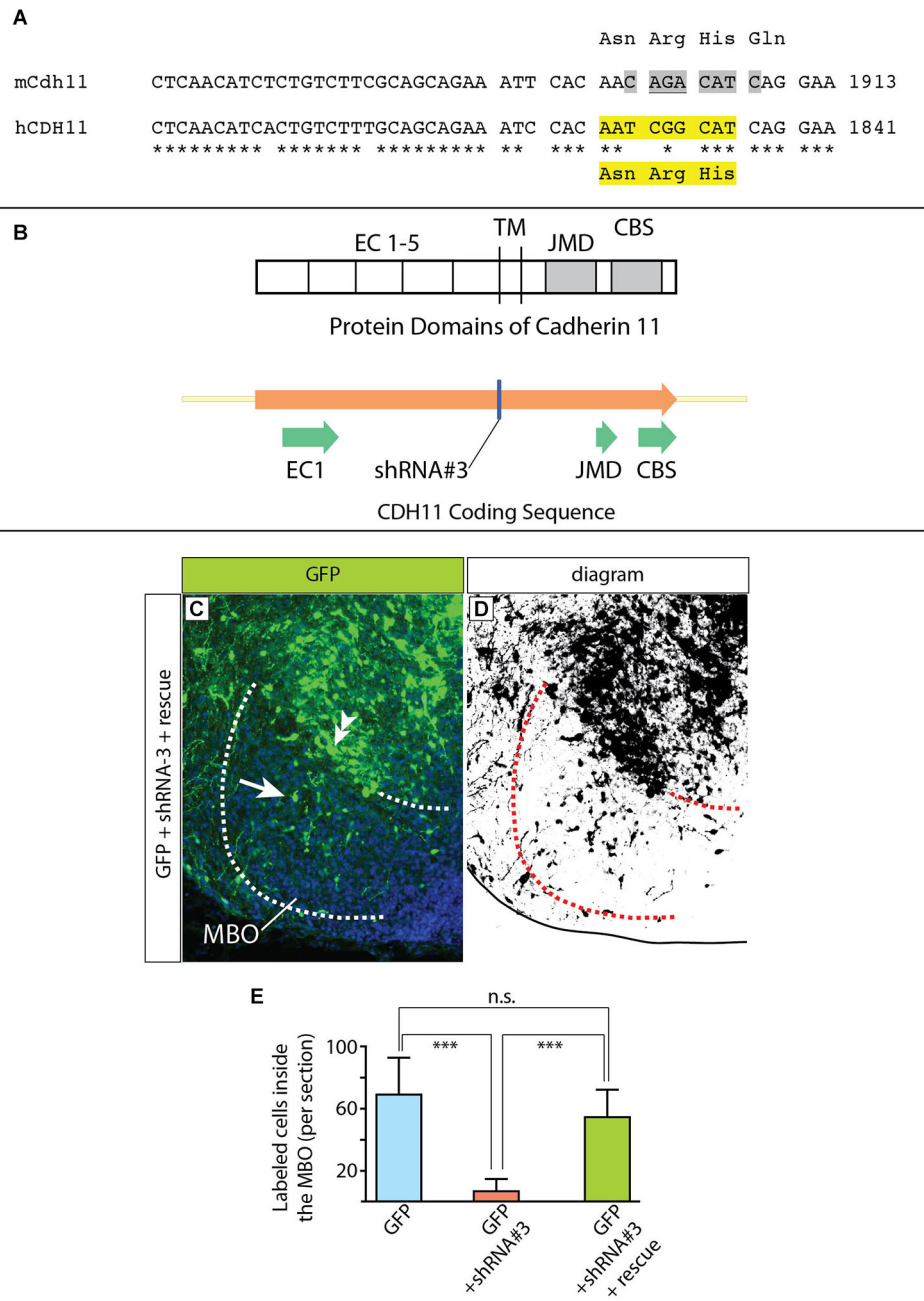 A
Asn Arg His Gln
mCdh11 CTCAACATCTCTGTCTTCGCAGCAGAA ATT CAC AAC AGA CAT CAG GAA 1913
hCDH11 CTCAACATCACTGTCTTTGCAGCAGAA ATC CAC AAT CGG CAT CAG GAA 1841
********* ******* ********* ** *** ** * *** *** ***
Asn Arg His
B
EC 1-5 TM JMD CBS
Protein Domains of Cadherin 11
EC1 shRNA#3 JMD CBS
CDH11 Coding Sequence
GFP diagram
GFP + shRNA-3 + rescue
C D
MBO
E
n.s.
*** ***
Labeled cells inside
the MBO (per section)
100
60
20
GFP
GFP
+shRNA#3
GFP
+shRNA#3
+ rescue